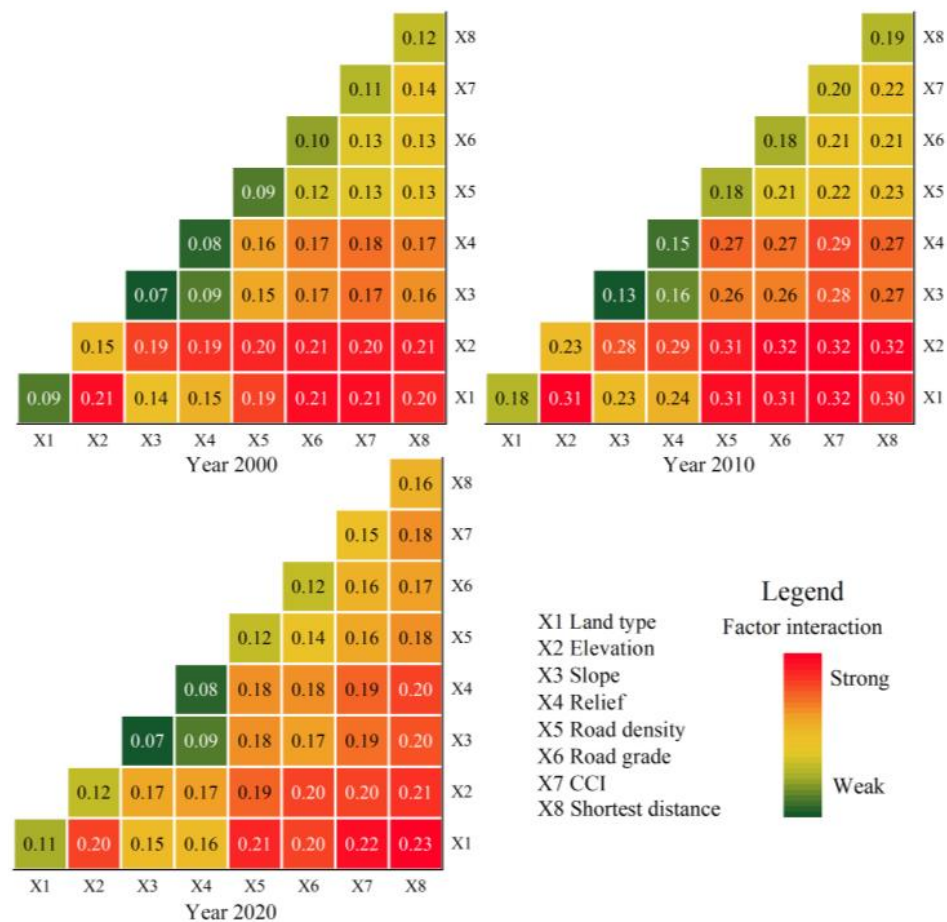 0.12 X8
0.11 0.14 X7
0.10 0.13 0.13 X6
0.09 0.12 0.13 0.13 X5
0.08 0.16 0.17 0.18 0.17 X4
0.07 0.09 0.15 0.17 0.17 0.16 X3
0.15 0.19 0.19 0.20 0.21 0.20 0.21 X2
0.09 0.21 0.14 0.15 0.19 0.21 0.21 0.20 X1
X1 X2 X3 X4 X5 X6 X7 X8
Year 2000
0.19 X8
0.20 0.22 X7
0.18 0.21 0.21 X6
0.18 0.21 0.22 0.23 X5
0.15 0.27 0.27 0.29 0.27 X4
0.13 0.16 0.26 0.26 0.28 0.27 X3
0.23 0.28 0.29 0.31 0.32 0.32 0.32 X2
0.18 0.31 0.23 0.24 0.31 0.31 0.32 0.30 X1
X1 X2 X3 X4 X5 X6 X7 X8
Year 2010
0.16 X8
0.15 0.18 X7
0.12 0.16 0.17 X6
0.12 0.14 0.16 0.18 X5
0.08 0.18 0.18 0.19 0.20 X4
0.07 0.09 0.18 0.17 0.19 0.20 X3
0.12 0.17 0.17 0.19 0.20 0.20 0.21 X2
0.11 0.20 0.15 0.16 0.21 0.20 0.22 0.23 X1
X1 X2 X3 X4 X5 X6 X7 X8
Year 2020
X1 Land type
X2 Elevation
X3 Slope
X4 Relief
X5 Road density
X6 Road grade
X7 CCI
X8 Shortest distance
Legend
Factor interaction
Strong
Weak